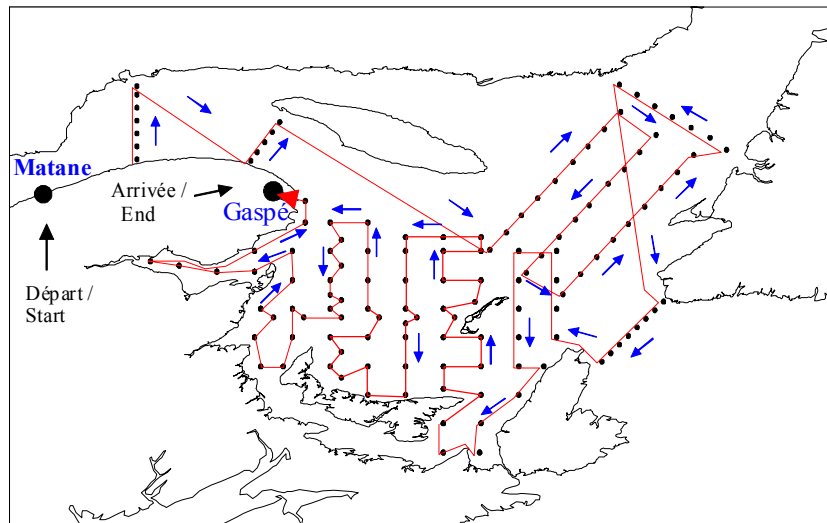 Matane
Arrivée /
End
Gaspé
Départ /
Start